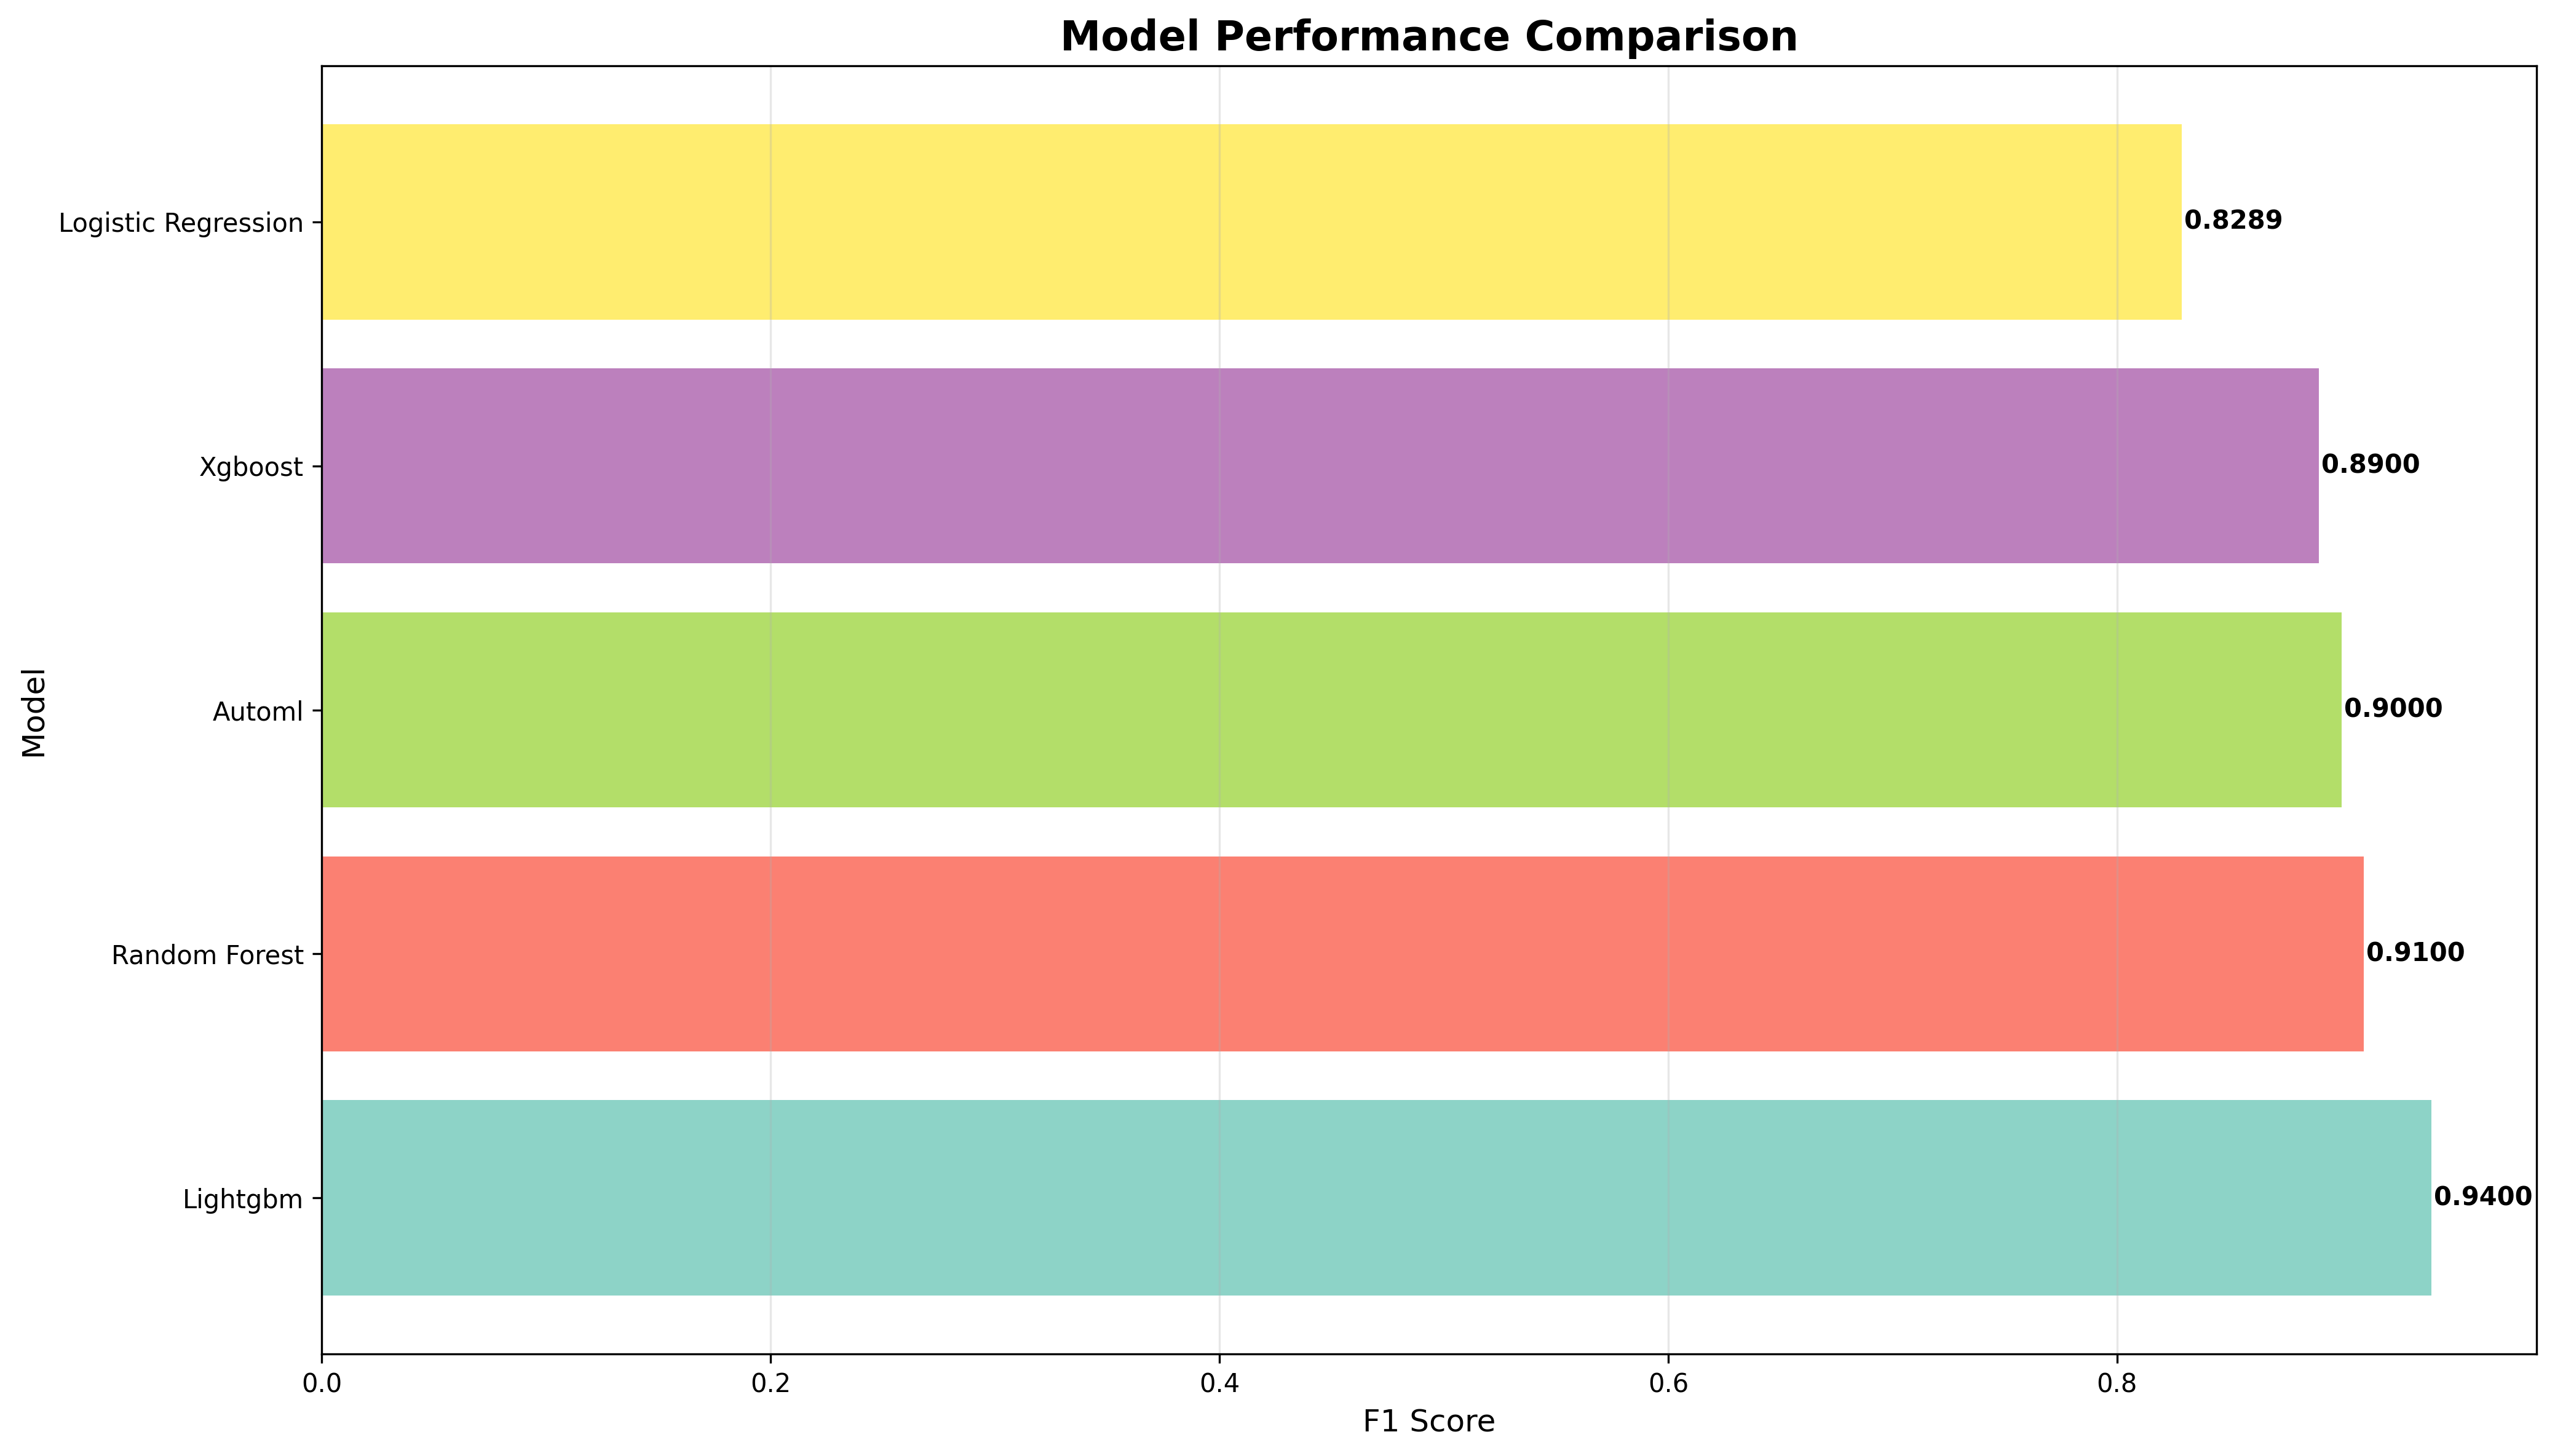 Model Performance Comparison
Logistic Regression
0.8289
Xgboost
0.8900
Automl
0.9000
Random Forest
0.9100
Lightgbm
0.9400
Model
0.0 0.2 0.4 0.6 0.8
F1 Score